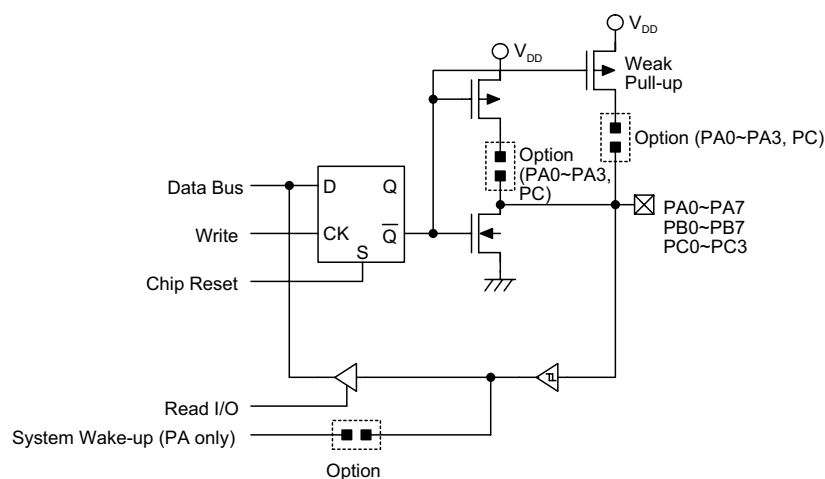 VDD
VDD
Weak
Pull-up
Option (PA0~PA3, PC)
Option
(PA0~PA3,
PC)
Data Bus
D
Q
Write
CK
Q
S
Chip Reset
PA0~PA7
PB0~PB7
PC0~PC3
Read I/O
System Wake-up (PA only)
Option